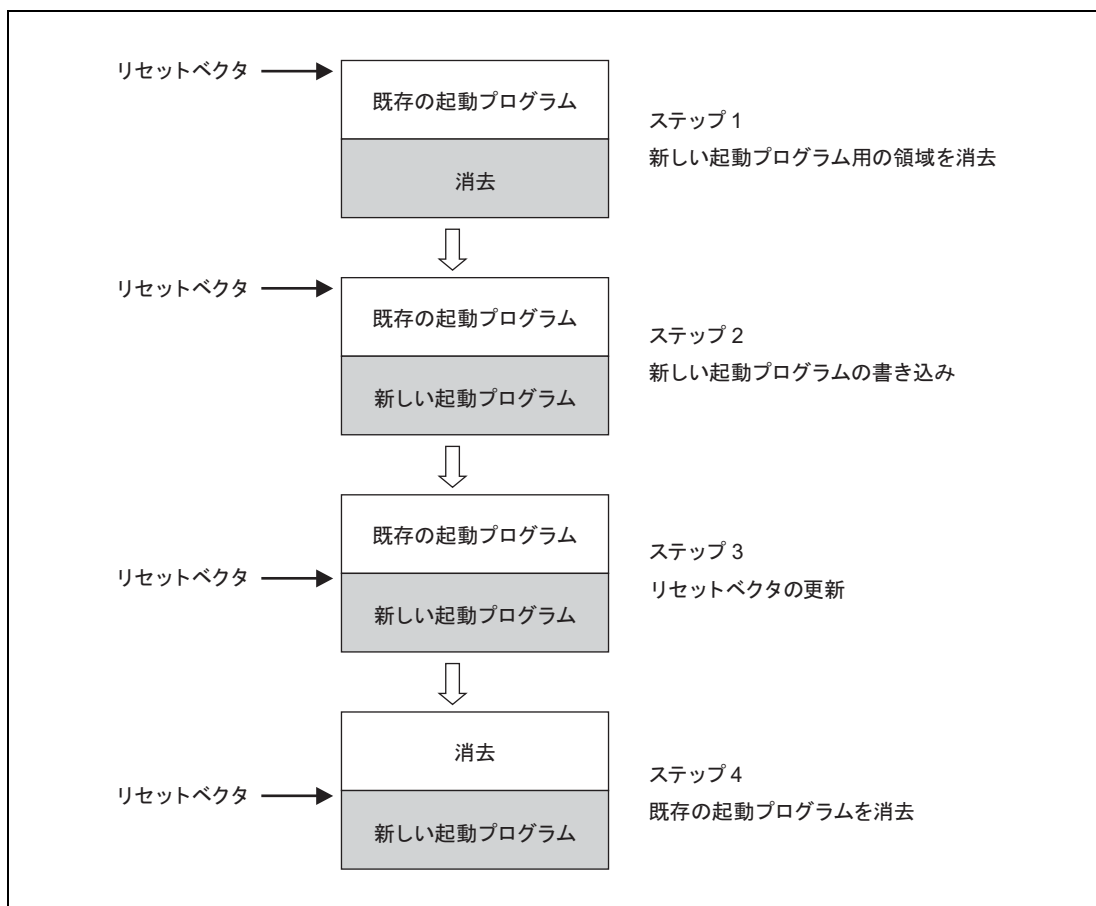 リセットベクタ
既存の起動プログラム
消去
ステップ 1
新しい起動プログラム用の領域を消去
リセットベクタ
既存の起動プログラム
新しい起動プログラム
ステップ 2
新しい起動プログラムの書き込み
既存の起動プログラム
リセットベクタ
新しい起動プログラム
ステップ 3
リセットベクタの更新
消去
リセットベクタ
新しい起動プログラム
ステップ 4
既存の起動プログラムを消去